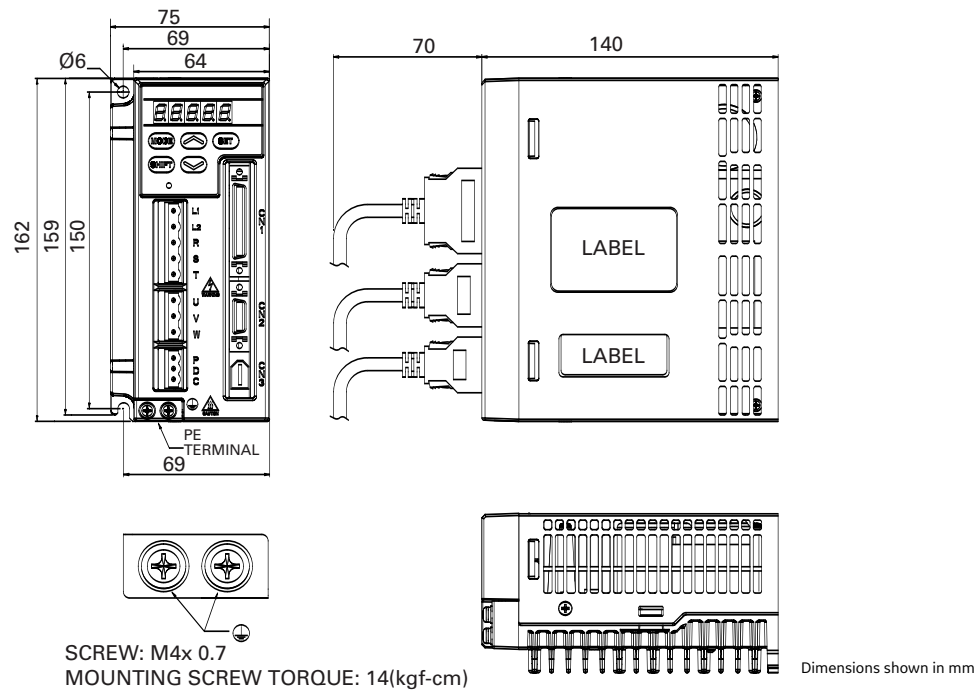 75
69
64
Ø6
70
140
162
159
150
MODE
SET
SHIFT
L1
L2
R
S
T
U
V
W
P
D
C
CN1
CN2
CN3
LABEL
LABEL
PE
TERMINAL
69
SCREW: M4x 0.7
MOUNTING SCREW TORQUE: 14(kgf-cm)
Dimensions shown in mm